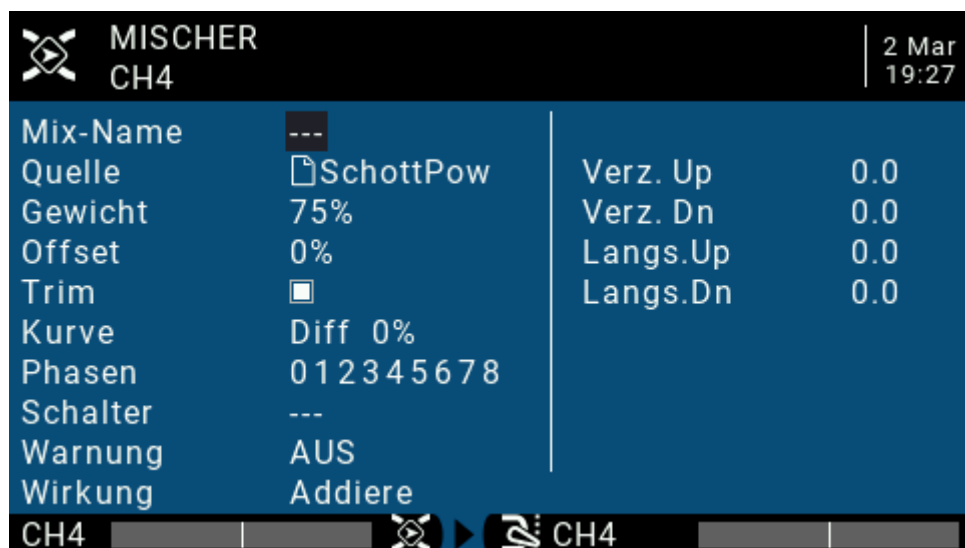 MISCHER
CH4
2 Mar
19:27
Mix-Name ---
Quelle SchottPow
Gewicht 75%
Offset 0%
Trim
Kurve Diff 0%
Phasen 012345678
Schalter ---
Warnung AUS
Wirkung Addiere
Verz. Up 0.0
Verz. Dn 0.0
Langs.Up 0.0
Langs.Dn 0.0
CH4 CH4